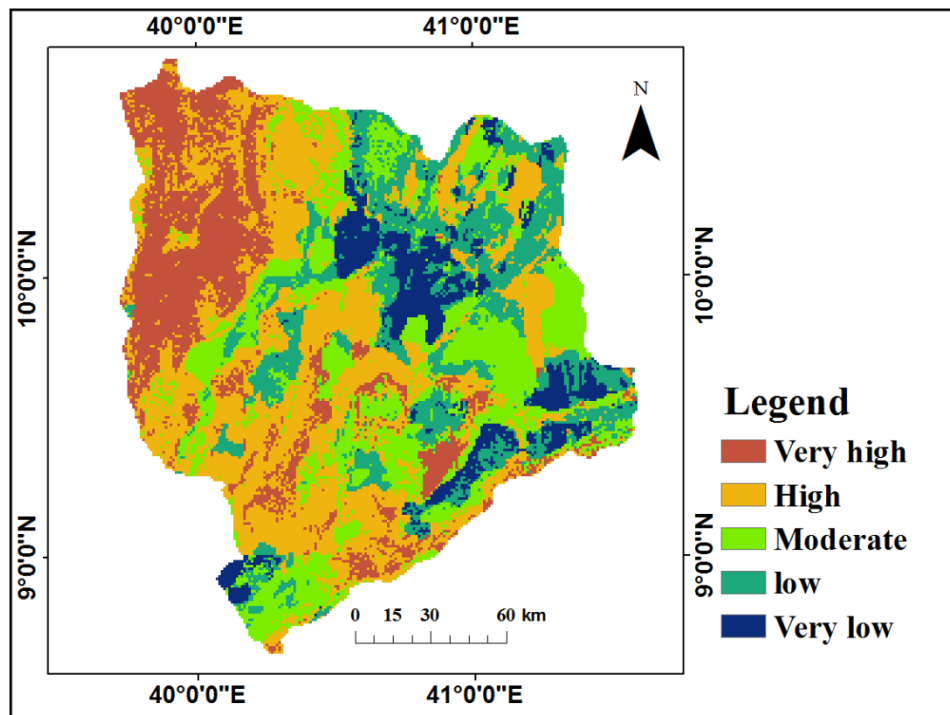 40°0'0"E 41°0'0"E
N
10°0'0"N 10°0'0"N
Legend
Very high
High
Moderate
low
Very low
9°0'0"N 9°0'0"N
0 15 30 60 km
40°0'0"E 41°0'0"E